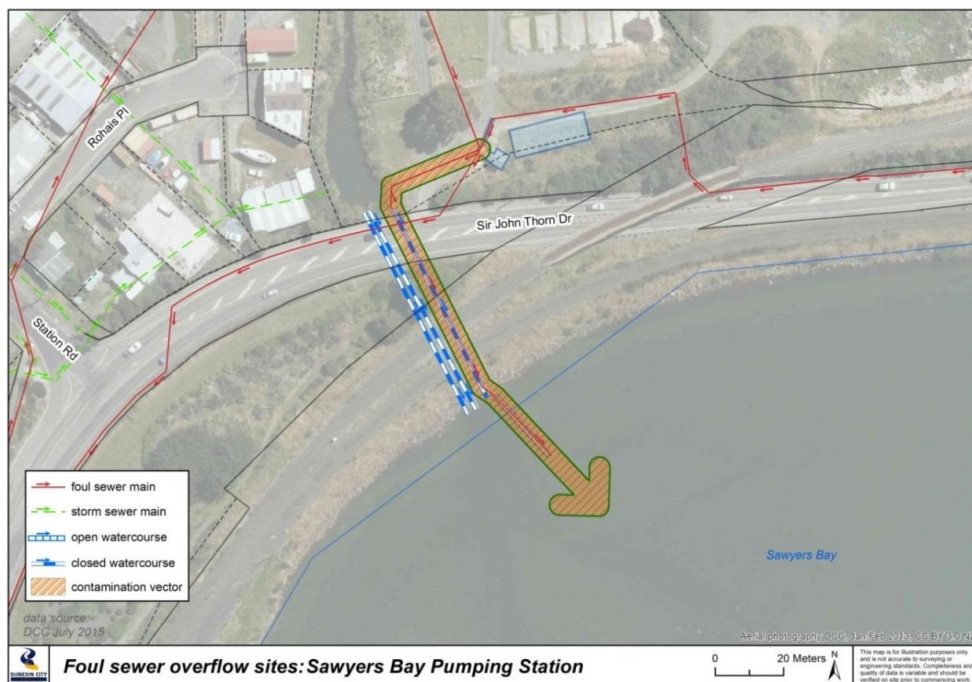 Rohais Pl
Sir John Thorn Dr
Station Rd
foul sewer main
storm sewer main
open watercourse
closed watercourse
contamination vector
Sawyers Bay
data source:
DCC July 2015
Aerial photography DCC, Jan/Feb 2013, CC BY 3.0 NZ
DUNEDIN CITY
Foul sewer overflow sites: Sawyers Bay Pumping Station
0 20 Meters
N
This map is for illustration purposes only
and is not accurate to surveying or
engineering standards. Completeness and
quality of data is variable and should be
verified on site prior to commencing work.